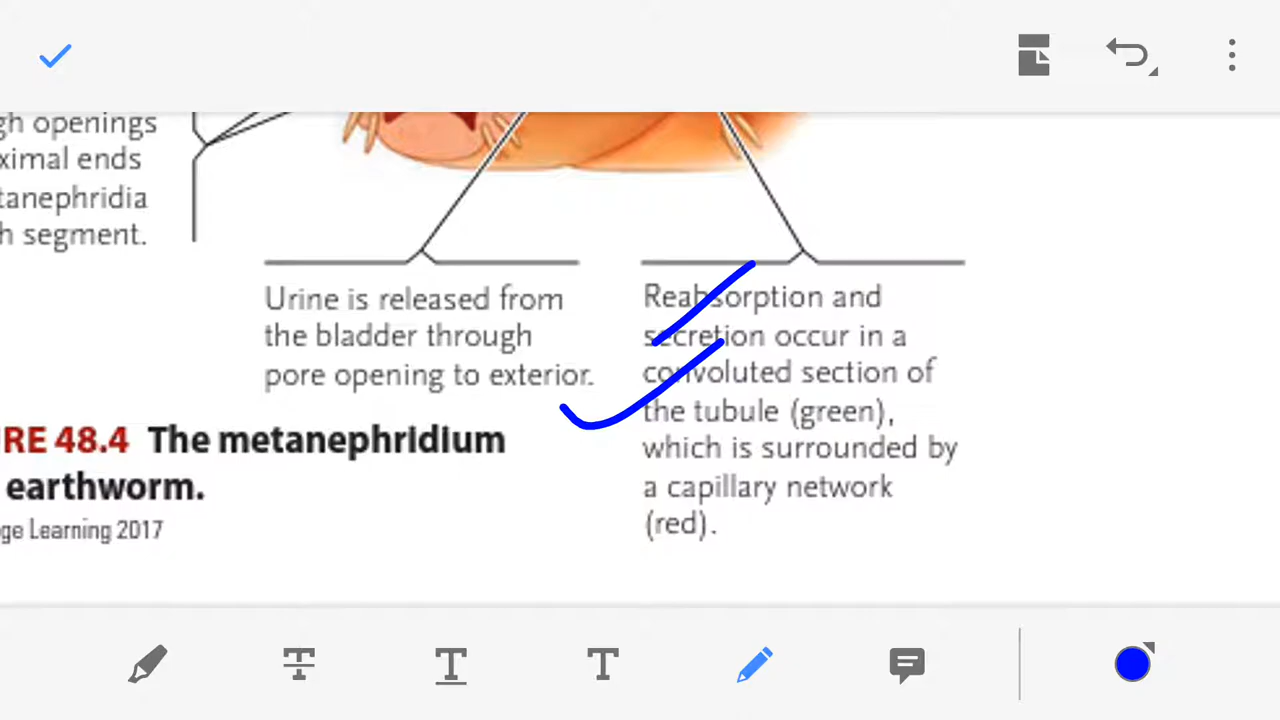 gh openings
ximal ends
tanephridia
h segment.
Urine is released from
the bladder through
pore opening to exterior.
Reabsorption and
secretion occur in a
convoluted section of
the tubule (green),
which is surrounded by
a capillary network
(red).
RE 48.4 The metanephridium
earthworm.
ge Learning 2017